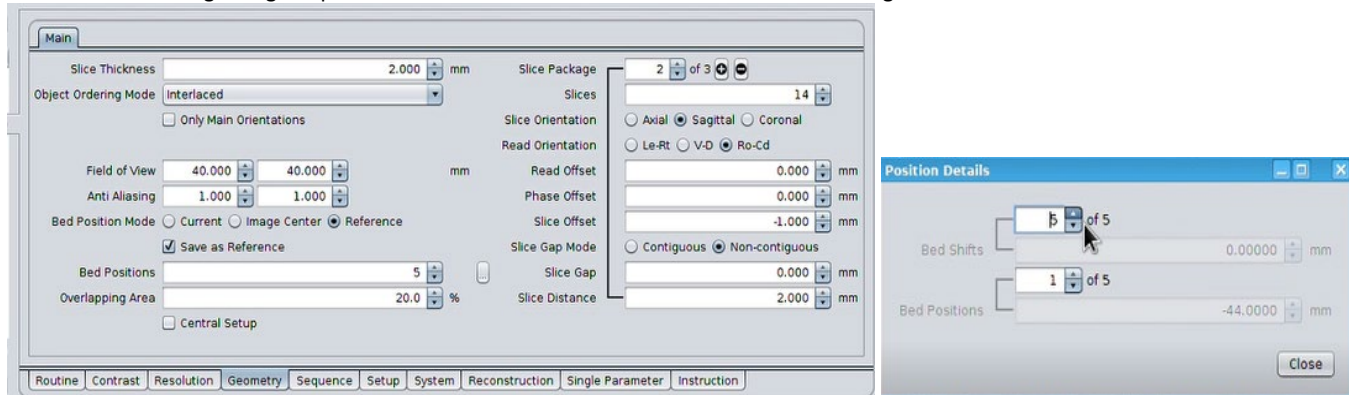 Main
Slice Thickness 2.000 mm Slice Package 2 of 3
Object Ordering Mode Interlaced Slices 14
Only Main Orientations Slice Orientation Axial Sagittal Coronal
Read Orientation Le-Rt V-D Ro-Cd
Field of View 40.000 40.000 mm Read Offset 0.000 mm
Anti Aliasing 1.000 1.000 Phase Offset 0.000 mm
Bed Position Mode Current Image Center Reference Slice Offset -1.000 mm
Save as Reference Slice Gap Mode Contiguous Non-contiguous
Bed Positions 5 ... Slice Gap 0.000 mm
Overlapping Area 20.0 % Slice Distance 2.000 mm
Central Setup
Routine Contrast Resolution Geometry Sequence Setup System Reconstruction Single Parameter Instruction
Position Details
5 of 5
Bed Shifts 0.00000 mm
1 of 5
Bed Positions -44.0000 mm
Close